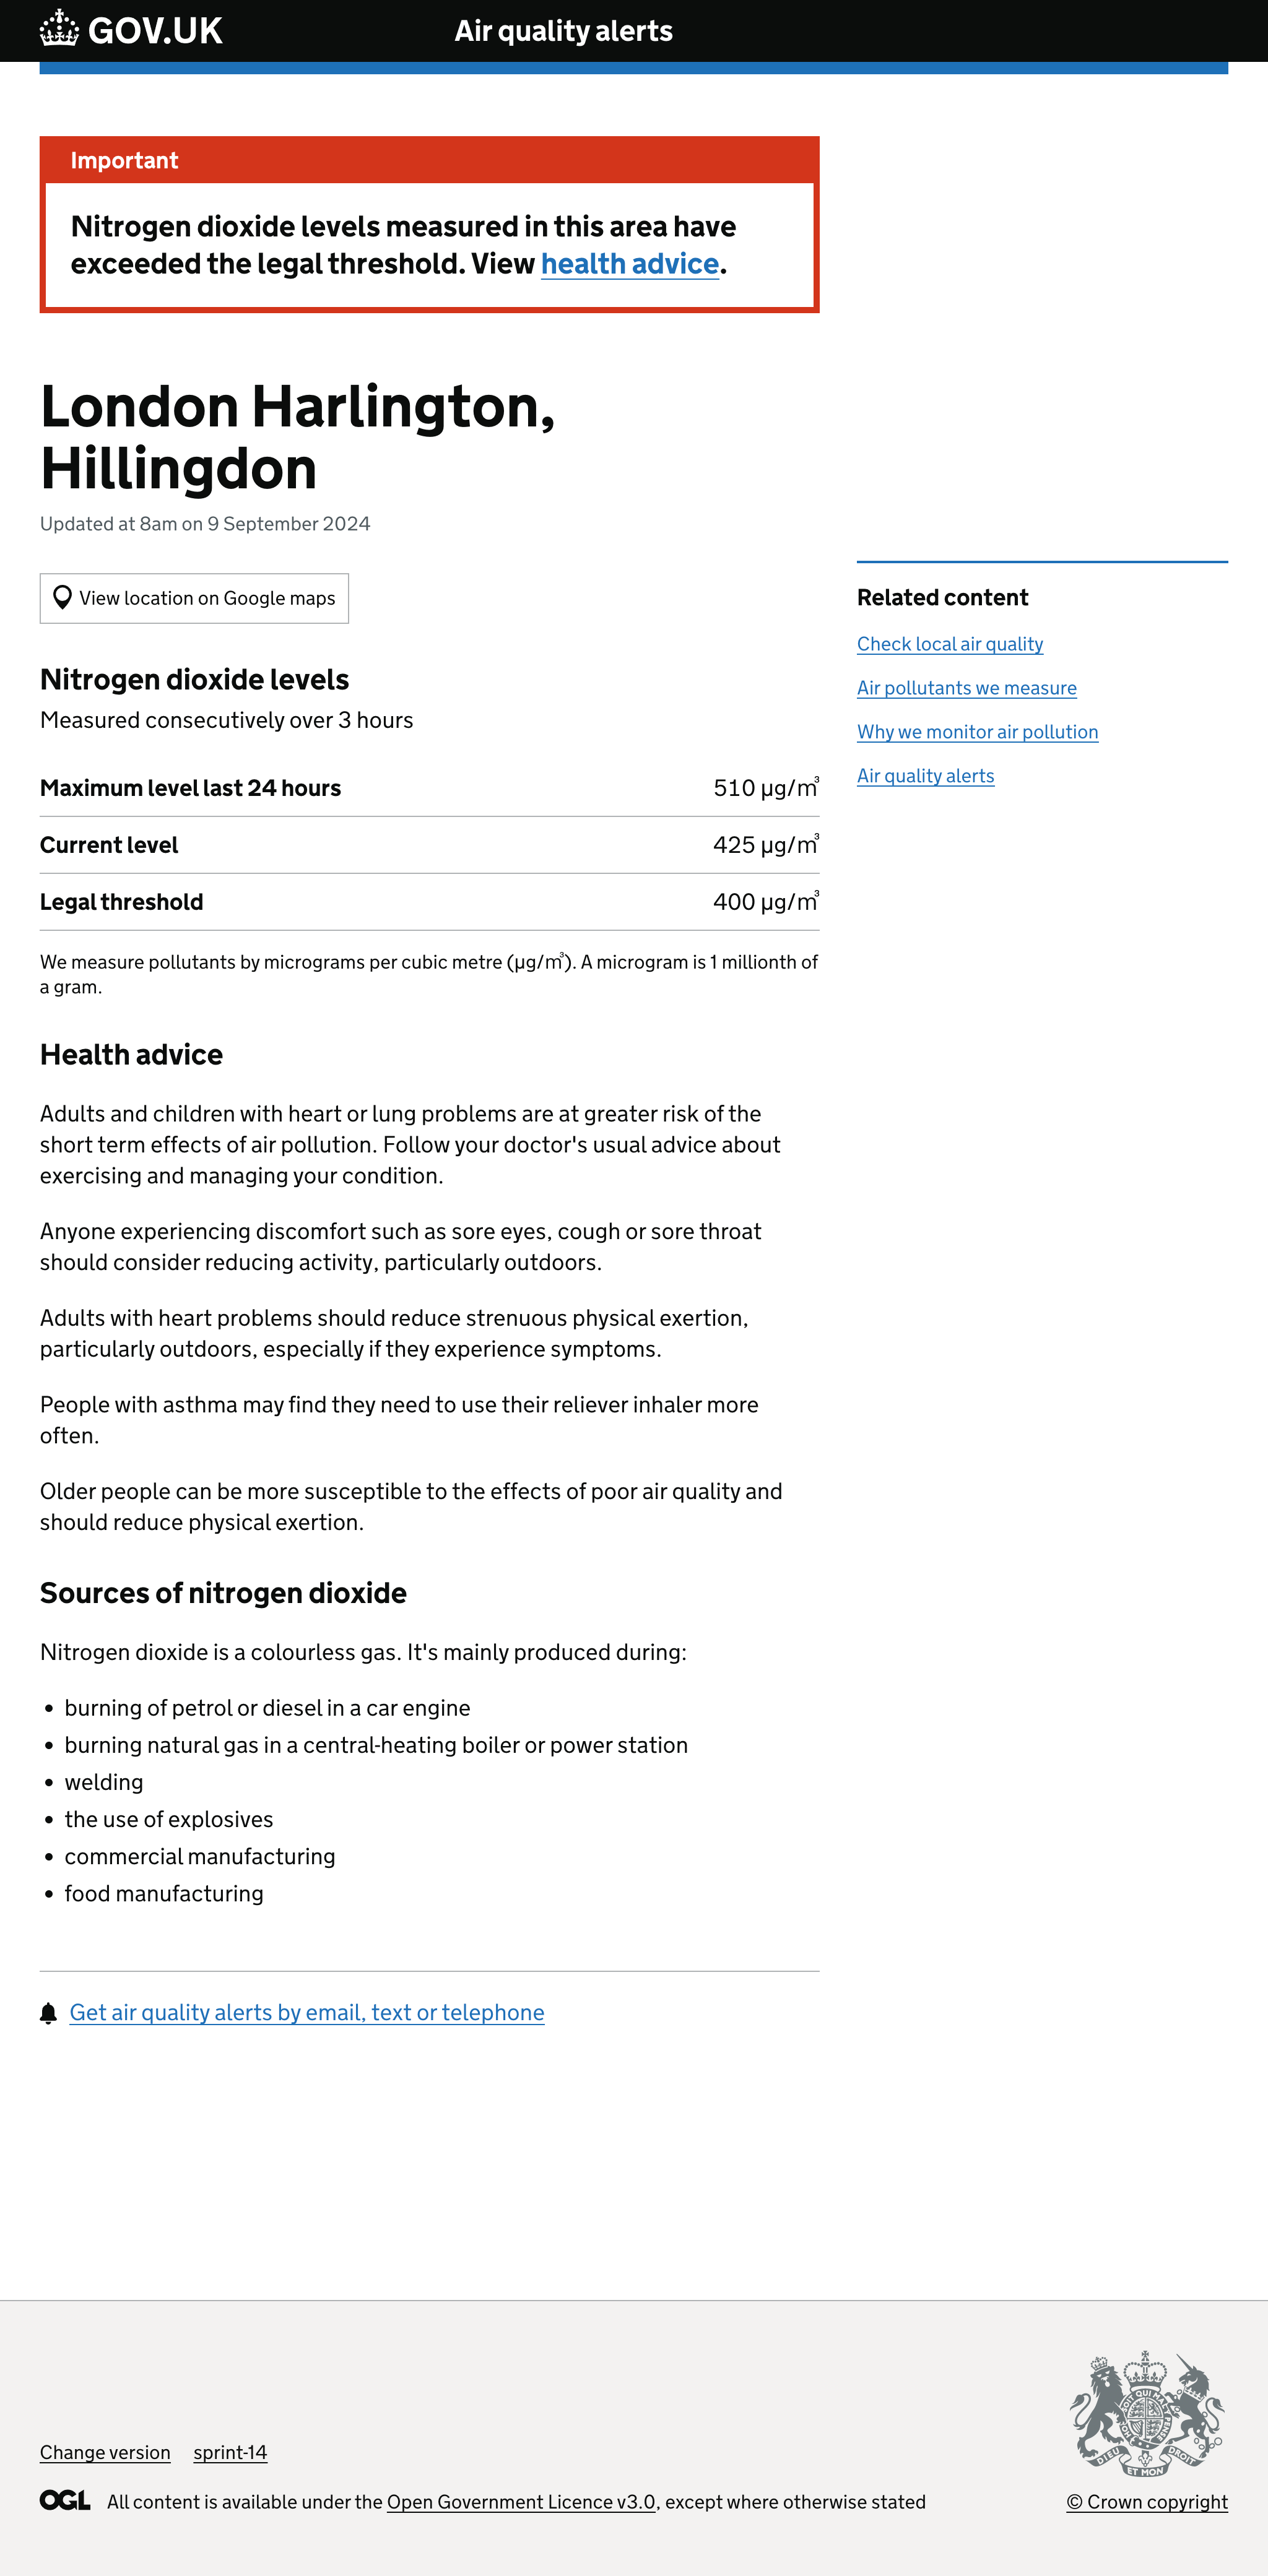 GOV.UK
Air quality alerts
Important
Nitrogen dioxide levels measured in this area have
exceeded the legal threshold. View health advice.
London Harlington,
Hillingdon
Updated at 8am on 9 September 2024
View location on Google maps
Nitrogen dioxide levels
Measured consecutively over 3 hours
Maximum level last 24 hours 510 µg/m³
Current level 425 µg/m³
Legal threshold 400 µg/m³
We measure pollutants by micrograms per cubic metre (µg/m³). A microgram is 1 millionth of
a gram.
Health advice
Adults and children with heart or lung problems are at greater risk of the
short term effects of air pollution. Follow your doctor's usual advice about
exercising and managing your condition.
Anyone experiencing discomfort such as sore eyes, cough or sore throat
should consider reducing activity, particularly outdoors.
Adults with heart problems should reduce strenuous physical exertion,
particularly outdoors, especially if they experience symptoms.
People with asthma may find they need to use their reliever inhaler more
often.
Older people can be more susceptible to the effects of poor air quality and
should reduce physical exertion.
Sources of nitrogen dioxide
Nitrogen dioxide is a colourless gas. It's mainly produced during:
• burning of petrol or diesel in a car engine
• burning natural gas in a central-heating boiler or power station
• welding
• the use of explosives
• commercial manufacturing
• food manufacturing
Get air quality alerts by email, text or telephone
Related content
Check local air quality
Air pollutants we measure
Why we monitor air pollution
Air quality alerts
Change version sprint-14
OGL All content is available under the Open Government Licence v3.0, except where otherwise stated
DIEU ET MON DROIT
© Crown copyright